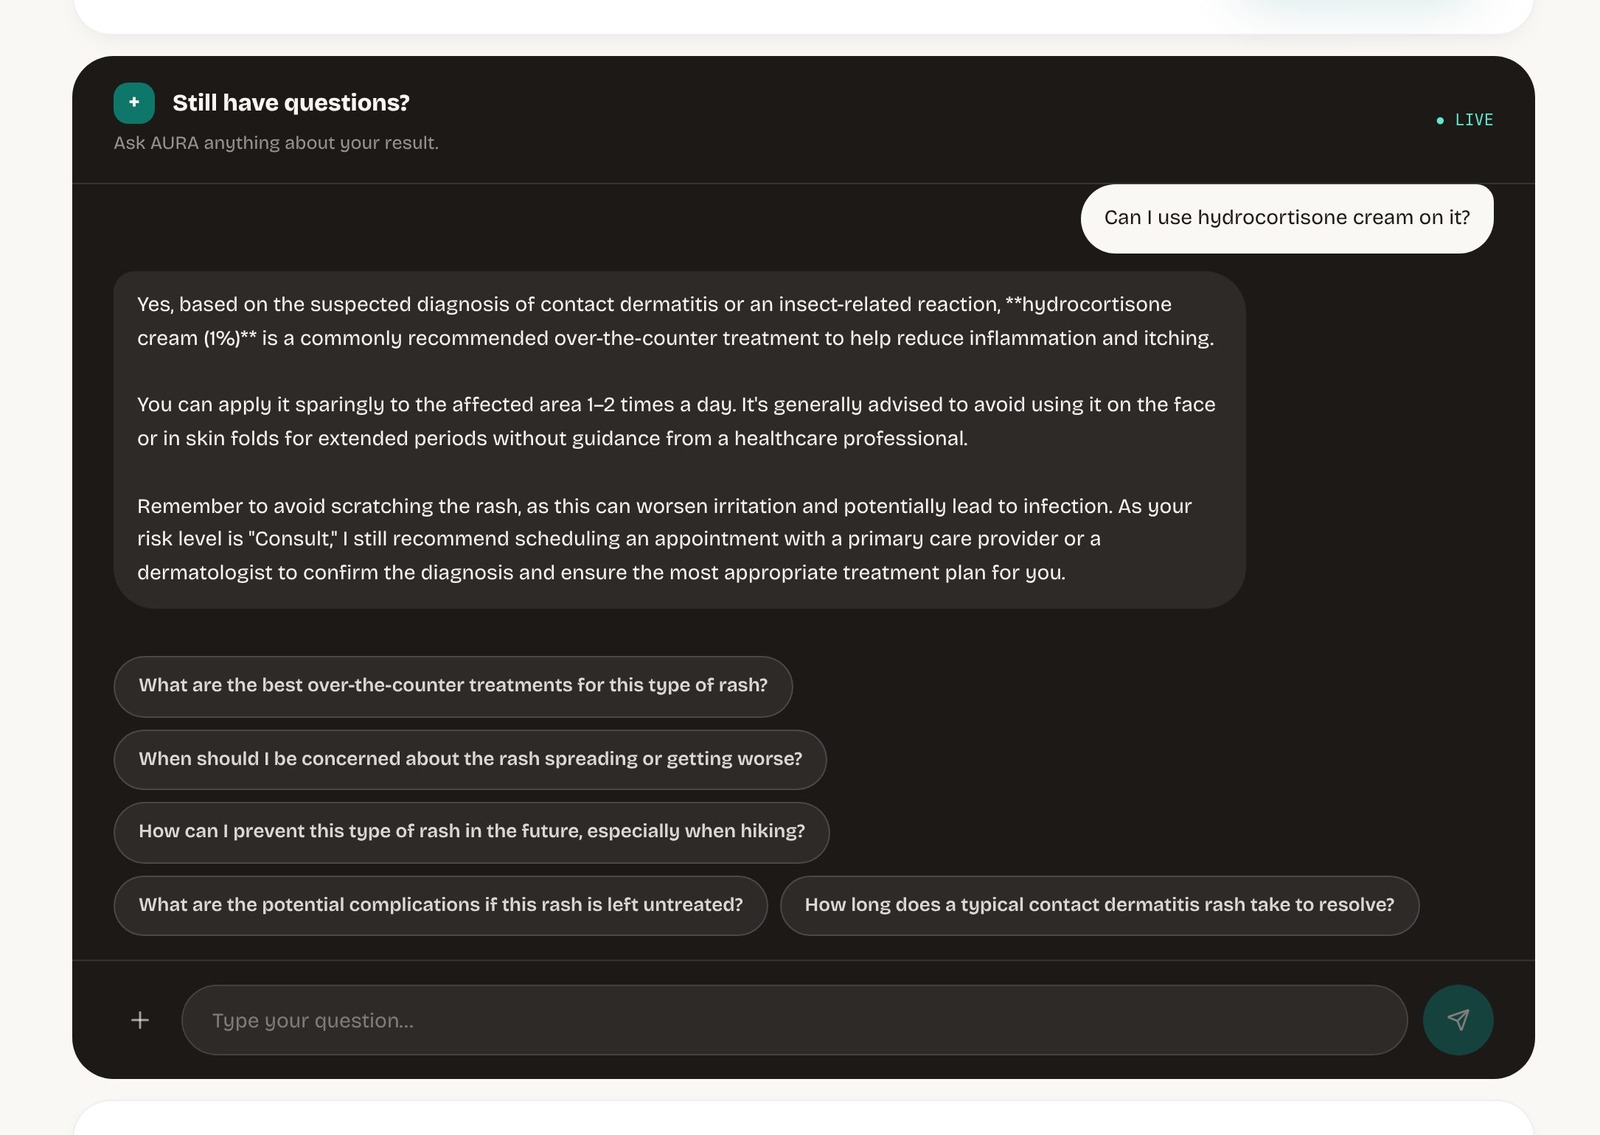 +
Still have questions?
Ask AURA anything about your result.
● LIVE
Can I use hydrocortisone cream on it?
Yes, based on the suspected diagnosis of contact dermatitis or an insect-related reaction, **hydrocortisone
cream (1%)** is a commonly recommended over-the-counter treatment to help reduce inflammation and itching.
You can apply it sparingly to the affected area 1–2 times a day. It's generally advised to avoid using it on the face
or in skin folds for extended periods without guidance from a healthcare professional.
Remember to avoid scratching the rash, as this can worsen irritation and potentially lead to infection. As your
risk level is "Consult," I still recommend scheduling an appointment with a primary care provider or a
dermatologist to confirm the diagnosis and ensure the most appropriate treatment plan for you.
What are the best over-the-counter treatments for this type of rash?
When should I be concerned about the rash spreading or getting worse?
How can I prevent this type of rash in the future, especially when hiking?
What are the potential complications if this rash is left untreated?
How long does a typical contact dermatitis rash take to resolve?
+
Type your question...